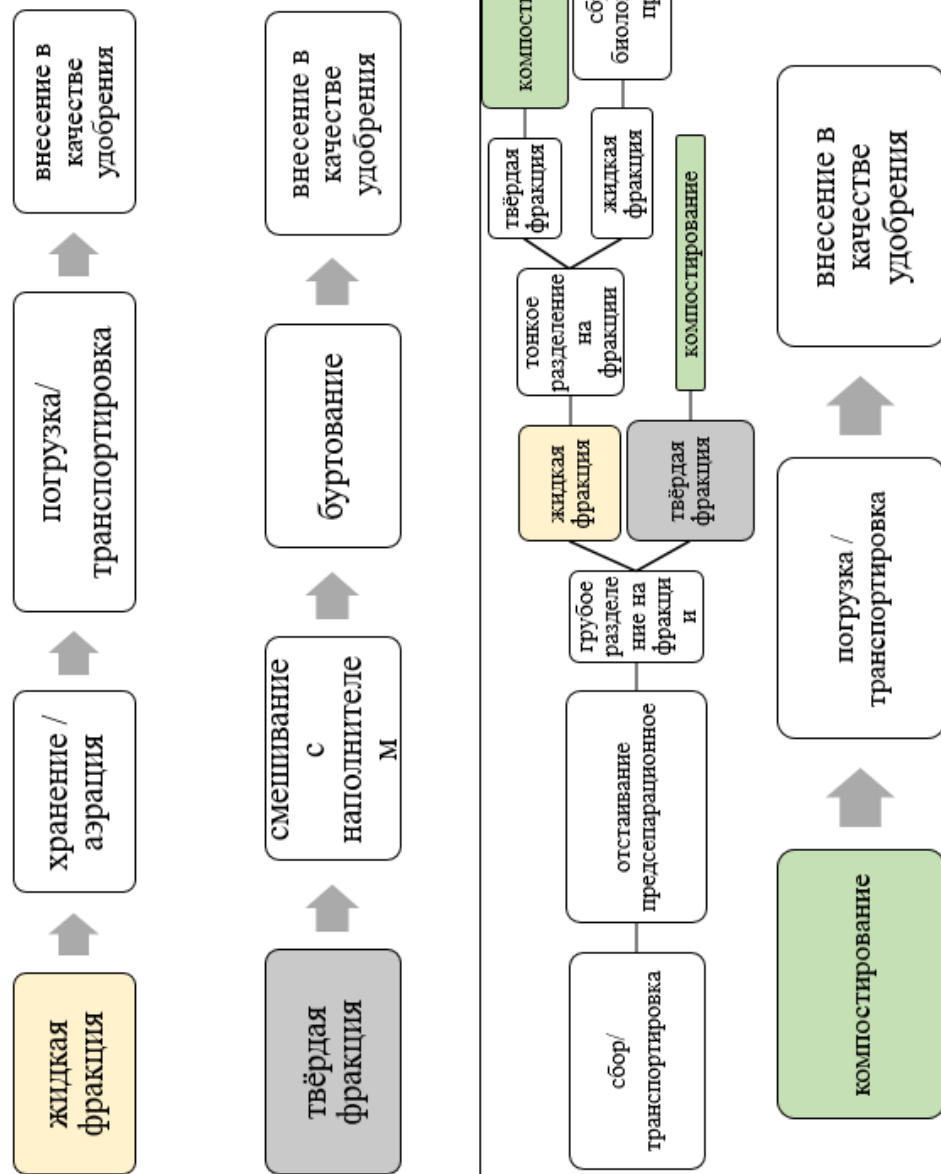 жидкая
фракция
хранение /
аэрация
погрузка/
транспортировка
внесение в
качестве
удобрения
твёрдая
фракция
смешивание
с
наполнителе
м
буртование
внесение в
качестве
удобрения
сбор/
транспортировка
отстаивание
предсепарационное
грубое
разделе
ние на
фракци
и
жидкая
фракция
тонкое
разделение
на
фракции
твёрдая
фракция
компости
жидкая
фракция
твёрдая
фракция
компостирование
компостирование
погрузка /
транспортировка
внесение в
качестве
удобрения